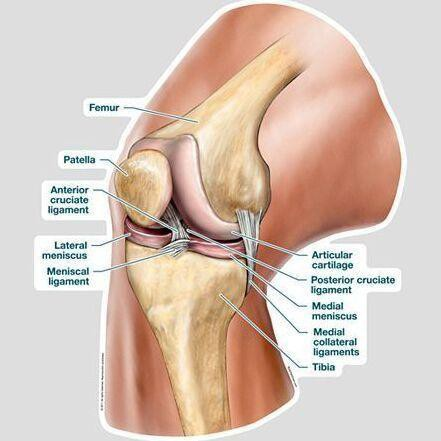 Femur
Patella
Anterior
cruciate
ligament
Lateral
meniscus
Meniscal
ligament
Articular
cartilage
Posterior cruciate
ligament
Medial
meniscus
Medial
collateral
ligaments
Tibia